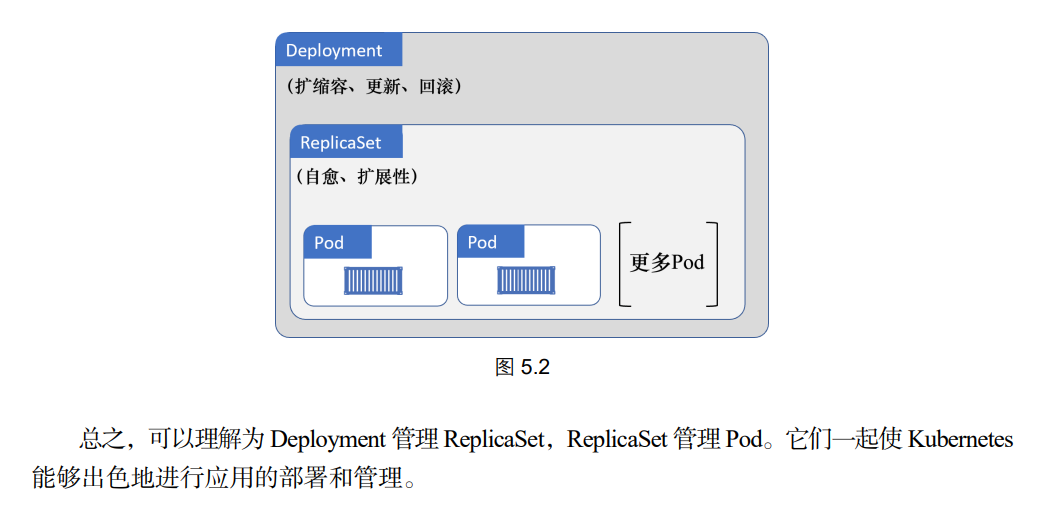 Deployment
(扩缩容、更新、回滚)
ReplicaSet
(自愈、扩展性)
Pod
Pod
更多Pod
图 5.2
总之，可以理解为 Deployment 管理 ReplicaSet，ReplicaSet 管理 Pod。它们一起使 Kubernetes
能够出色地进行应用的部署和管理。